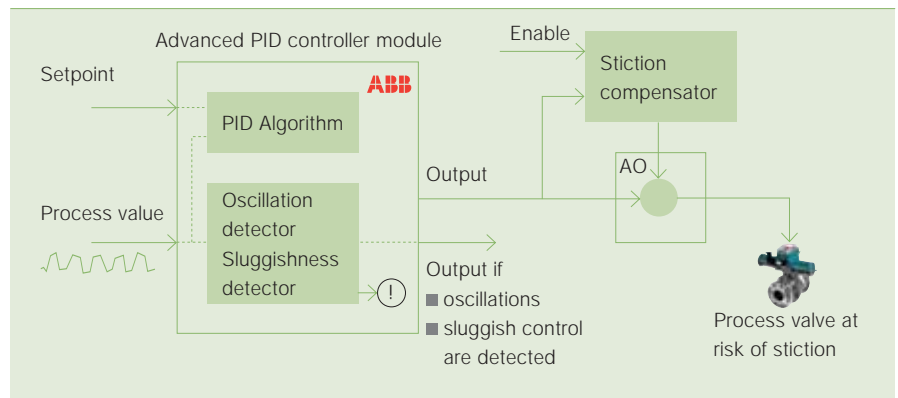 Advanced PID controller module
Enable
Setpoint
ABB
Stiction
compensator
PID Algorithm
AO
Output
Process value
Oscillation
detector
Sluggishness
detector
!
Output if
■ oscillations
■ sluggish control
are detected
Process valve at
risk of stiction